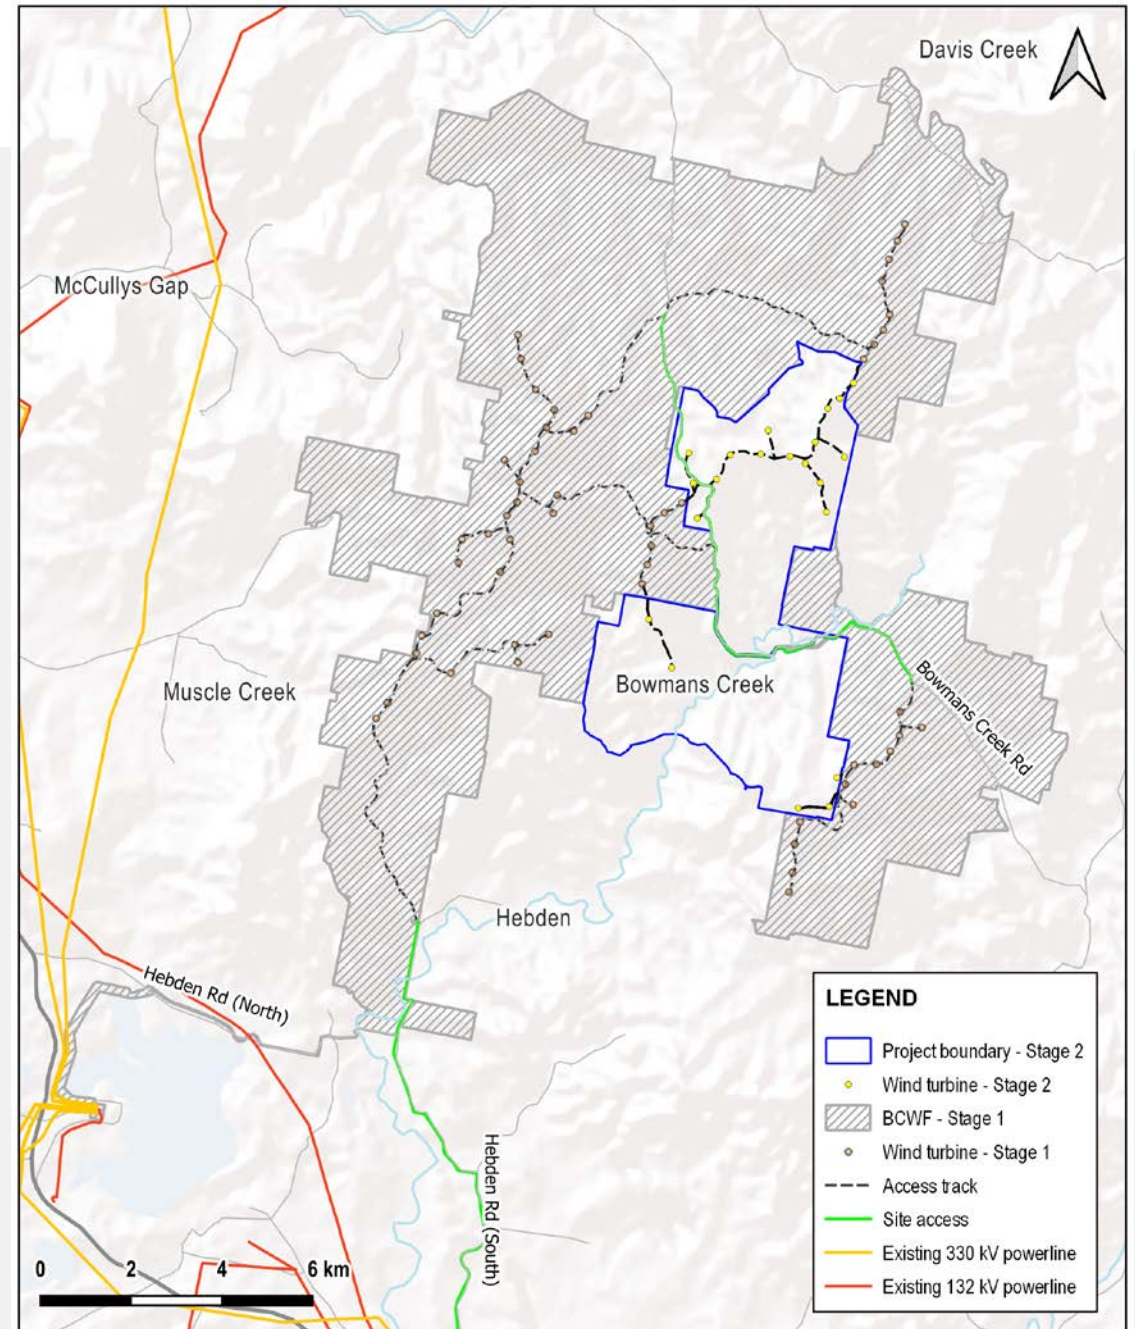 Davis Creek
McCullys Gap
Muscle Creek
Bowmans Creek
Bowmans Creek Rd
Hebden
Hebden Rd (North)
Hebden Rd (South)
LEGEND
Project boundary - Stage 2
Wind turbine - Stage 2
BCWF - Stage 1
Wind turbine - Stage 1
Access track
Site access
Existing 330 kV powerline
Existing 132 kV powerline
0 2 4 6 km